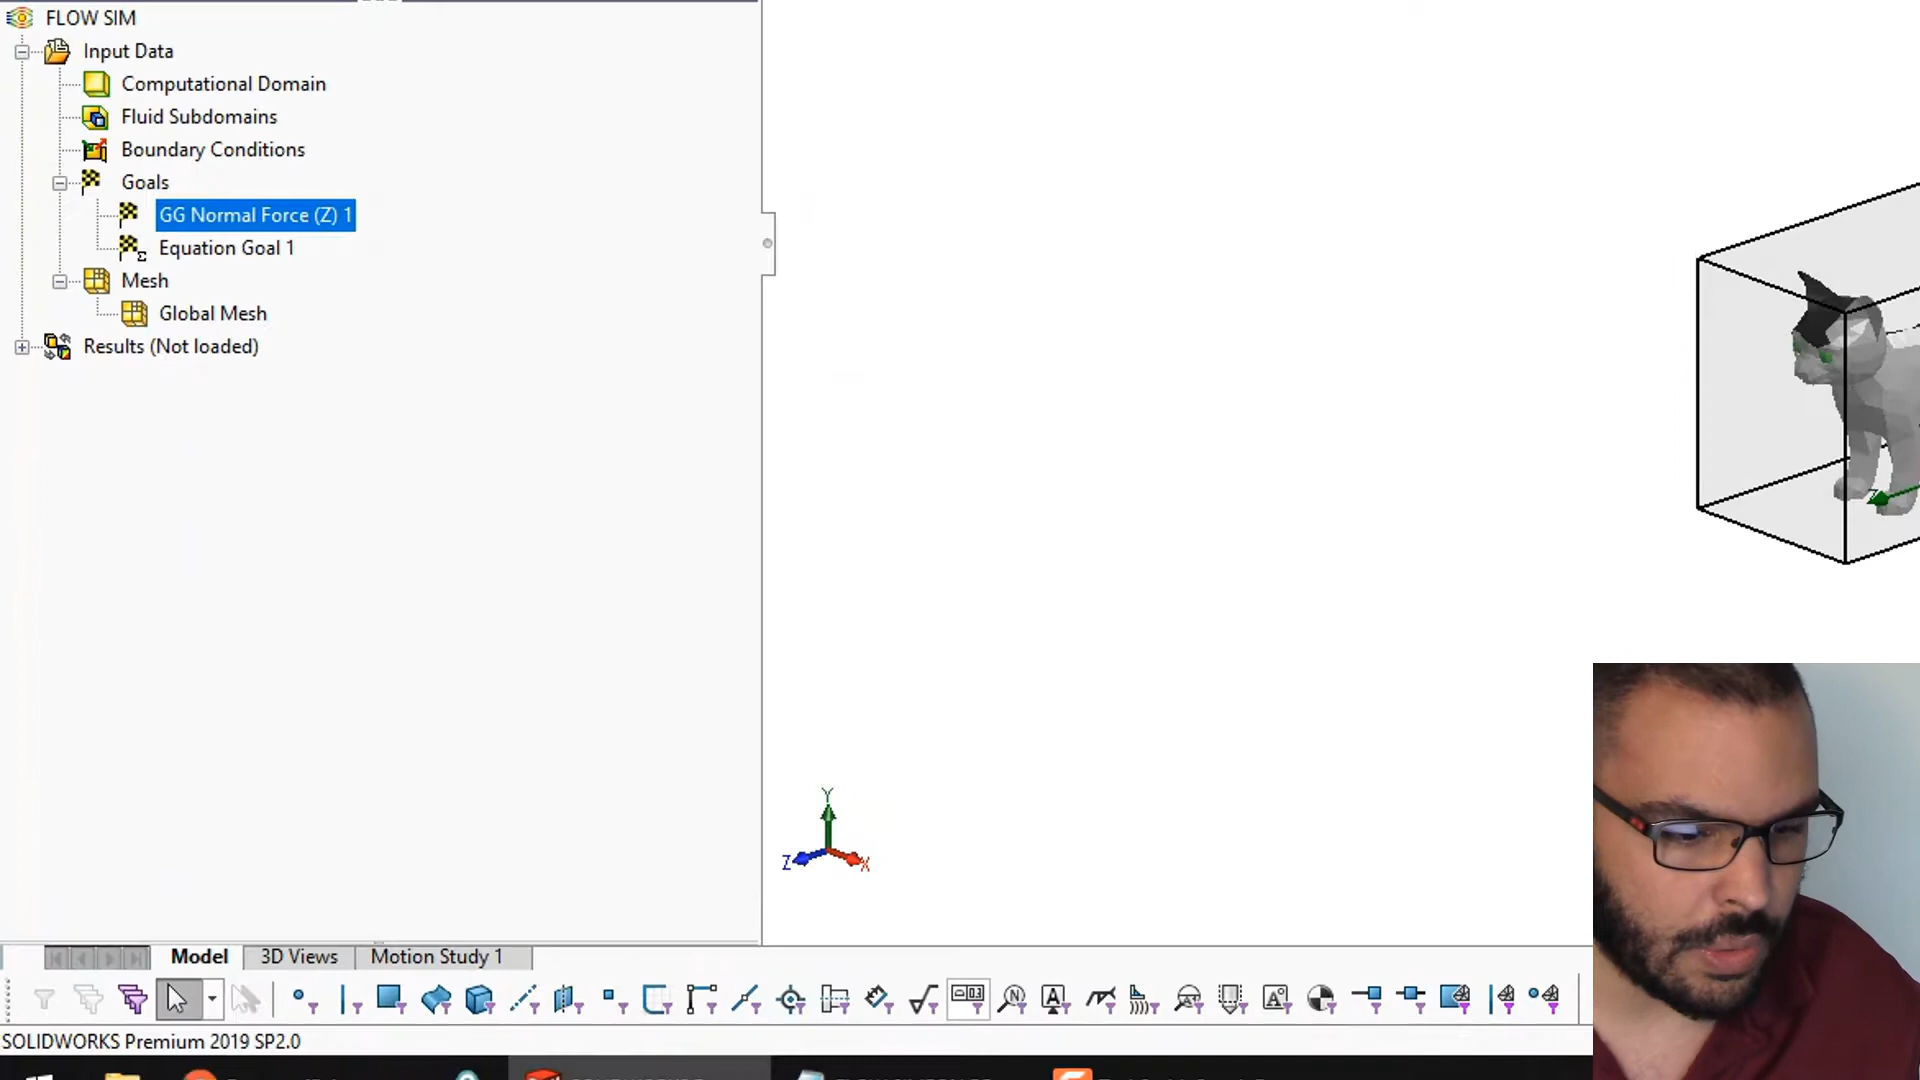 FLOW SIM
Input Data
Computational Domain
Fluid Subdomains
Boundary Conditions
Goals
GG Normal Force (Z) 1
Equation Goal 1
Mesh
Global Mesh
Results (Not loaded)
Z
Y
Z
X
Model
3D Views
Motion Study 1
SOLIDWORKS Premium 2019 SP2.0